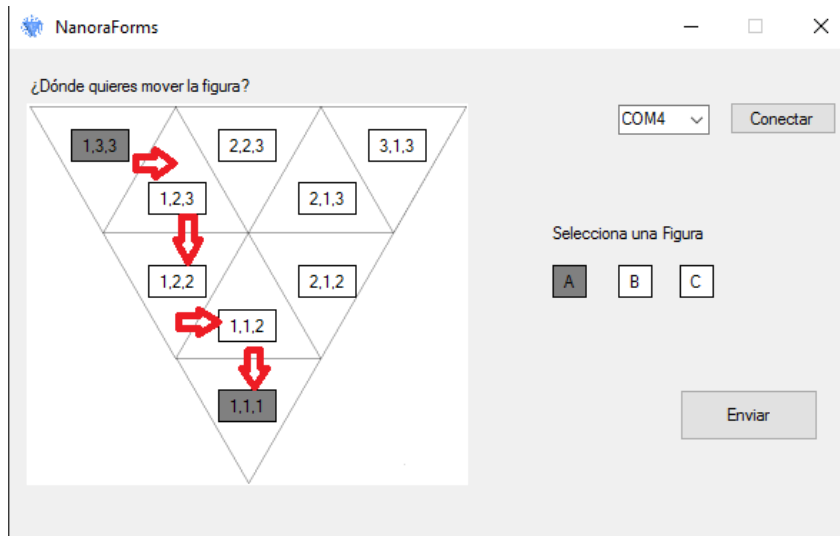 NanoraForms
¿Dónde quieres mover la figura?
COM4
Conectar
1,3,3
2,2,3
3,1,3
1,2,3
2,1,3
Selecciona una Figura
1,2,2
2,1,2
A
B
C
1,1,2
1,1,1
Enviar